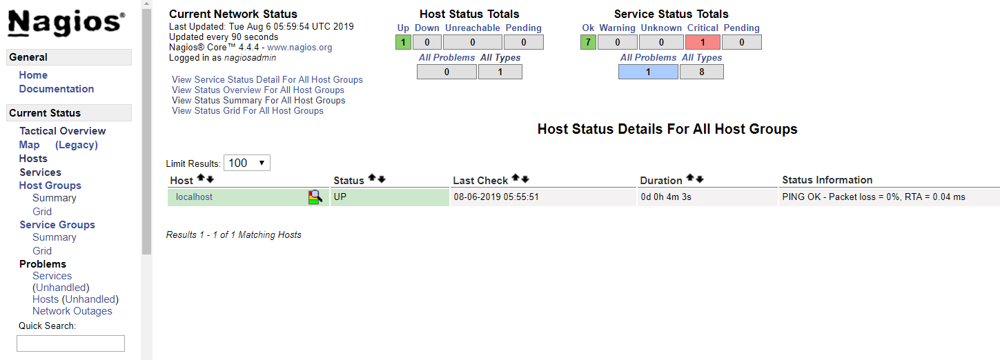 Nagios®
General
Home
Documentation
Current Status
Tactical Overview
Map (Legacy)
Hosts
Services
Host Groups
Summary
Grid
Service Groups
Summary
Grid
Problems
Services
(Unhandled)
Hosts (Unhandled)
Network Outages
Quick Search:
Current Network Status
Last Updated: Tue Aug 6 05:59:54 UTC 2019
Updated every 90 seconds
Nagios® Core™ 4.4.4 - www.nagios.org
Logged in as nagiosadmin
View Service Status Detail For All Host Groups
View Status Overview For All Host Groups
View Status Summary For All Host Groups
View Status Grid For All Host Groups
Host Status Totals
Up Down Unreachable Pending
1 0 0 0
All Problems All Types
0 1
Service Status Totals
Ok Warning Unknown Critical Pending
7 0 0 1 0
All Problems All Types
1 8
Host Status Details For All Host Groups
Limit Results: 100
Host Status Last Check Duration Status Information
localhost UP 08-06-2019 05:55:51 0d 0h 4m 3s PING OK - Packet loss = 0%, RTA = 0.04 ms
Results 1 - 1 of 1 Matching Hosts